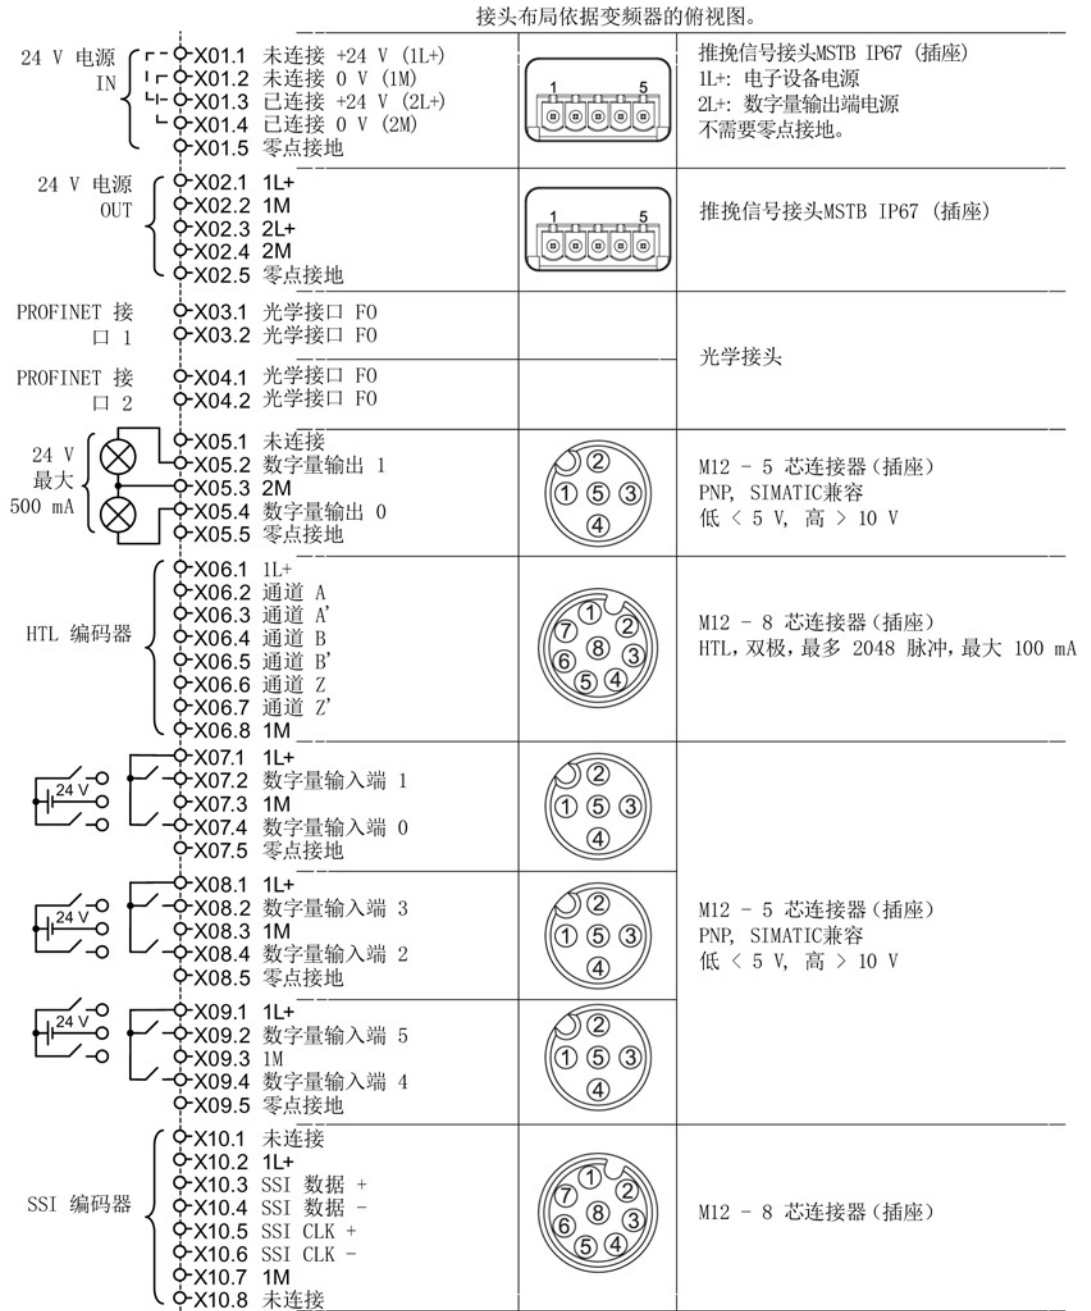 接头布局依据变频器的俯视图。
24 V 电源
IN
X01.1 未连接 +24 V (1L+)
X01.2 未连接 0 V (1M)
X01.3 已连接 +24 V (2L+)
X01.4 已连接 0 V (2M)
X01.5 零点接地
1 5
推挽信号接头MSTB IP67 (插座)
1L+: 电子设备电源
2L+: 数字量输出端电源
不需要零点接地。
24 V 电源
OUT
X02.1 1L+
X02.2 1M
X02.3 2L+
X02.4 2M
X02.5 零点接地
1 5
推挽信号接头MSTB IP67 (插座)
PROFINET 接
口 1
X03.1 光学接口 FO
X03.2 光学接口 FO
PROFINET 接
口 2
X04.1 光学接口 FO
X04.2 光学接口 FO
光学接头
24 V
最大
500 mA
X05.1 未连接
X05.2 数字量输出 1
X05.3 2M
X05.4 数字量输出 0
X05.5 零点接地
2
1 5 3
4
M12 - 5 芯连接器(插座)
PNP, SIMATIC兼容
低 < 5 V, 高 > 10 V
HTL 编码器
X06.1 1L+
X06.2 通道 A
X06.3 通道 A'
X06.4 通道 B
X06.5 通道 B'
X06.6 通道 Z
X06.7 通道 Z'
X06.8 1M
1
7 2
8
6 3
5 4
M12 - 8 芯连接器(插座)
HTL,双极,最多 2048 脉冲,最大 100 mA
24 V
X07.1 1L+
X07.2 数字量输入端 1
X07.3 1M
X07.4 数字量输入端 0
X07.5 零点接地
2
1 5 3
4
24 V
X08.1 1L+
X08.2 数字量输入端 3
X08.3 1M
X08.4 数字量输入端 2
X08.5 零点接地
2
1 5 3
4
M12 - 5 芯连接器(插座)
PNP, SIMATIC兼容
低 < 5 V, 高 > 10 V
24 V
X09.1 1L+
X09.2 数字量输入端 5
X09.3 1M
X09.4 数字量输入端 4
X09.5 零点接地
2
1 5 3
4
SSI 编码器
X10.1 未连接
X10.2 1L+
X10.3 SSI 数据 +
X10.4 SSI 数据 -
X10.5 SSI CLK +
X10.6 SSI CLK -
X10.7 1M
X10.8 未连接
1
7 2
8
6 3
5 4
M12 - 8 芯连接器(插座)